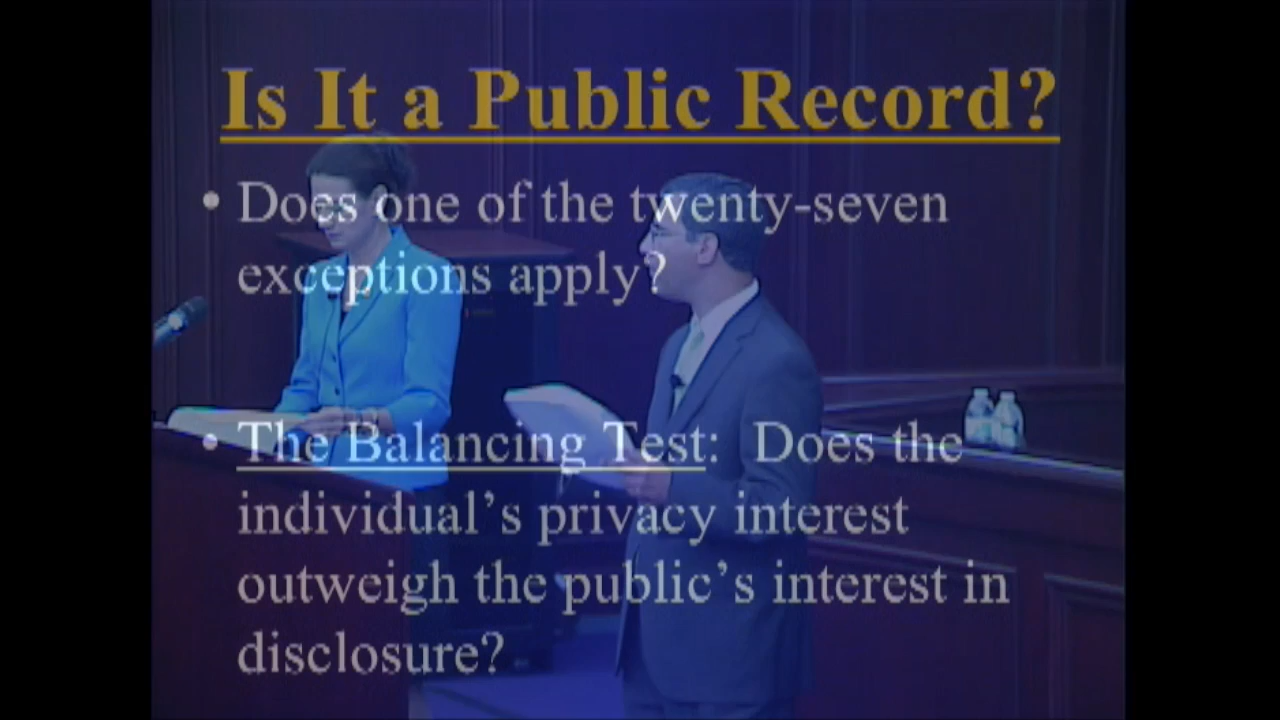 Is It a Public Record?
• Does one of the twenty-seven
exceptions apply?
• The Balancing Test: Does the
individual’s privacy interest
outweigh the public’s interest in
disclosure?